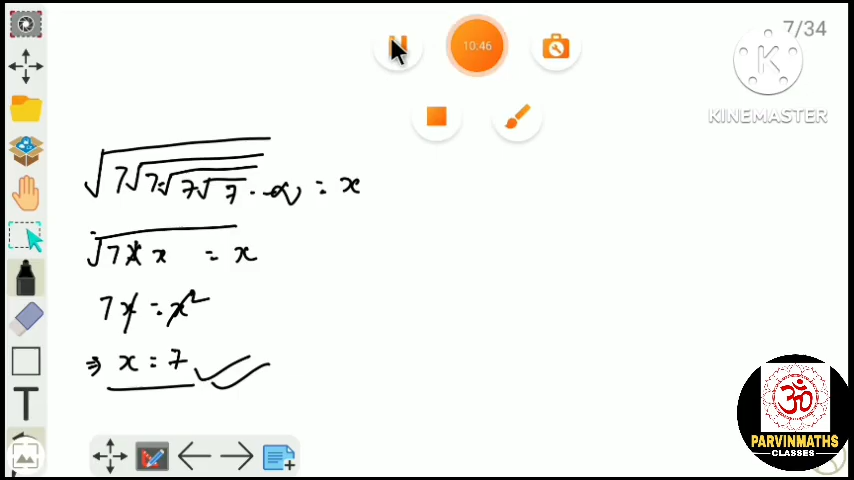 10:46
7/34
KINEMASTER
√7√7√7√7...∞ = x
√7 x = x
7x = x²
⇒ x = 7
T
ॐ
PARVINMATHS
CLASSES